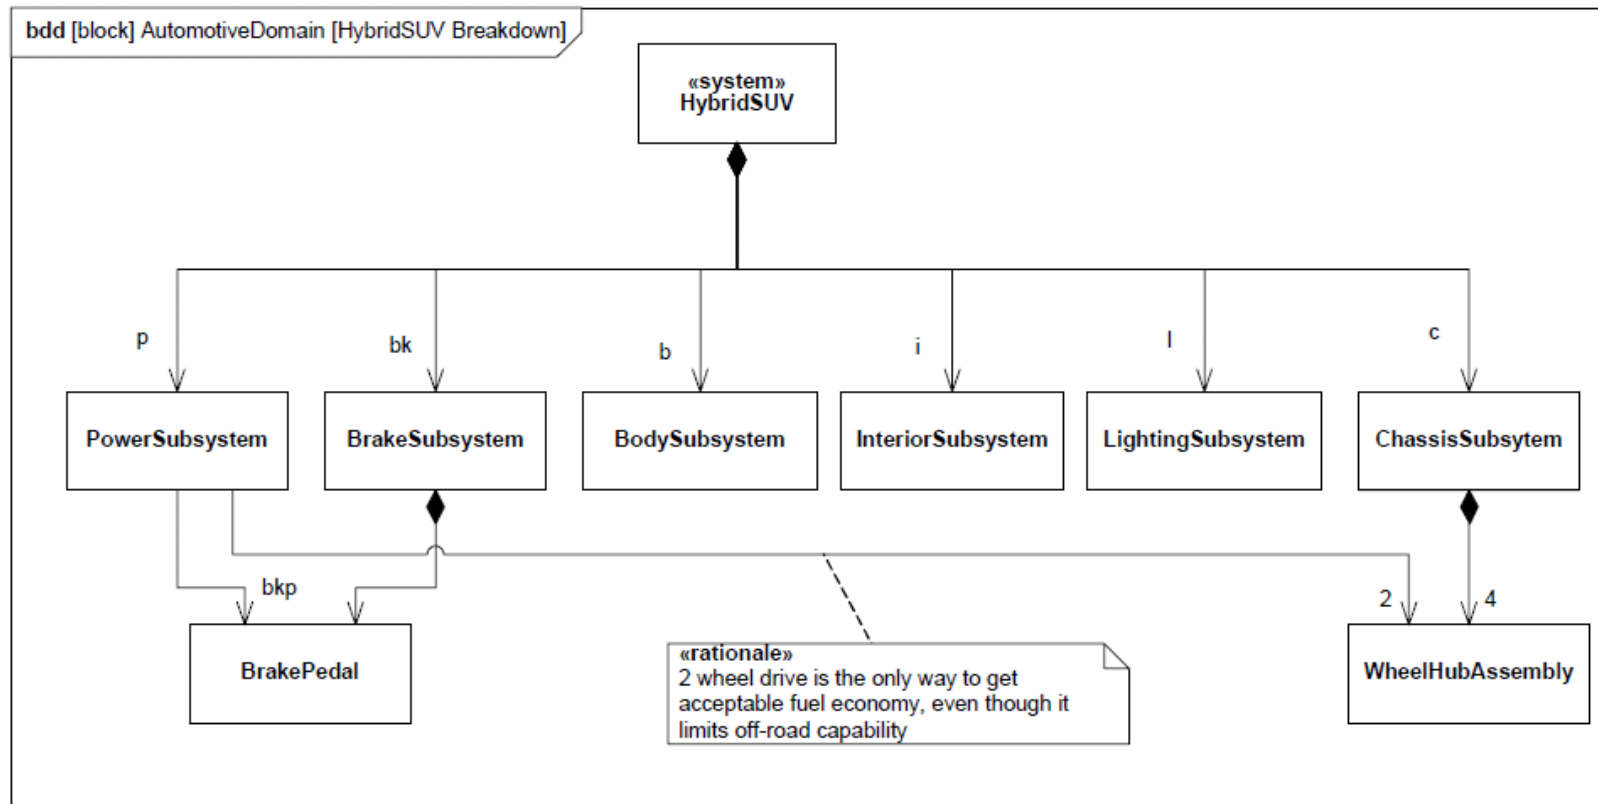 bdd [block] AutomotiveDomain [HybridSUV Breakdown]
«system»
HybridSUV
p
bk
b
i
l
c
PowerSubsystem
BrakeSubsystem
BodySubsystem
InteriorSubsystem
LightingSubsystem
ChassisSubsytem
bkp
2
4
BrakePedal
«rationale»
2 wheel drive is the only way to get
acceptable fuel economy, even though it
limits off-road capability
WheelHubAssembly